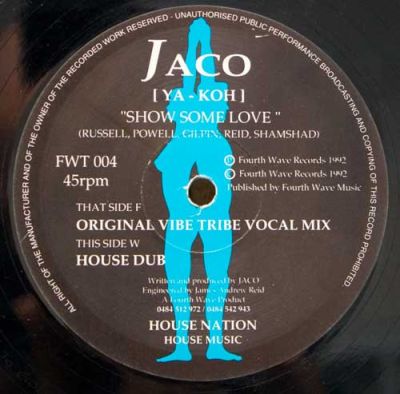 ALL RIGHT OF THE MANUFACTURER AND OF THE OWNER OF THE RECORDED WORK RESERVED - UNAUTHORISED PUBLIC PERFORMANCE BROADCASTING AND COPYING OF THIS RECORD PROHIBITED
JACO
[ YA - KOH ]
"SHOW SOME LOVE "
(RUSSELL, POWELL, GILPIN, REID, SHAMSHAD)
FWT 004
45rpm
Ⓟ Fourth Wave Records 1992
© Fourth Wave Records 1992
Published by Fourth Wave Music
THAT SIDE F
ORIGINAL VIBE TRIBE VOCAL MIX
THIS SIDE W
HOUSE DUB
Written and produced by JACO
Engineered by James Andrew Reid
A Fourth Wave Product
0484 512 972 / 0484 542 943
HOUSE NATION
HOUSE MUSIC